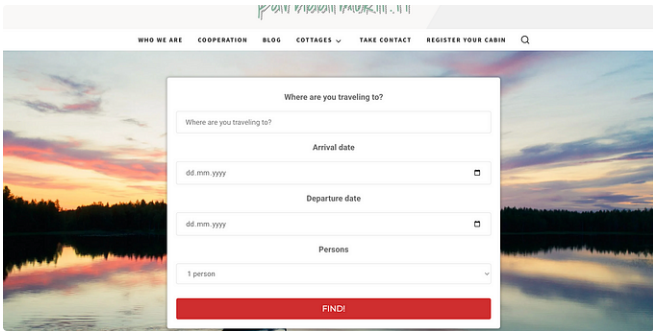 WHO WE ARE COOPERATION BLOG COTTAGES TAKE CONTACT REGISTER YOUR CABIN
Where are you traveling to?
Where are you traveling to?
Arrival date
dd.mm.yyyy
Departure date
dd.mm.yyyy
Persons
1 person
FIND!